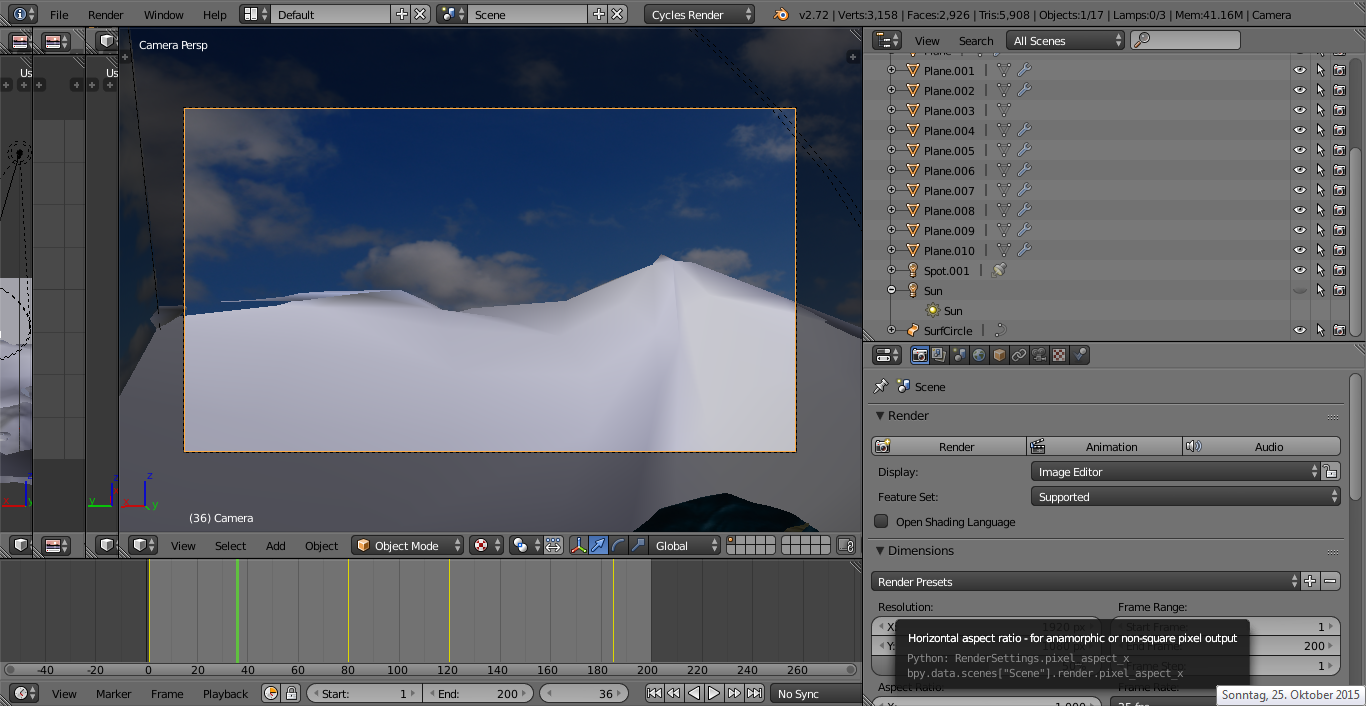 File Render Window Help Default Scene Cycles Render v2.72 | Verts:3,158 | Faces:2,926 | Tris:5,908 | Objects:1/17 | Lamps:0/3 | Mem:41.16M | Camera
Us
Us
Camera Persp
View Search All Scenes
Plane.001
Plane.002
Plane.003
Plane.004
Plane.005
Plane.006
Plane.007
Plane.008
Plane.009
Plane.010
Spot.001
Sun
Sun
SurfCircle
Scene
Render
Render Animation Audio
Display: Image Editor
Feature Set: Supported
Open Shading Language
Dimensions
Render Presets
Resolution: Frame Range:
X 1920 px Start Frame: 1
Y: 1080 px End Frame: 200
Frame Step: 1
Aspect Ratio: Frame Rate:
X: 1.000 25 fps
Horizontal aspect ratio - for anamorphic or non-square pixel output
Python: RenderSettings.pixel_aspect_x
bpy.data.scenes["Scene"].render.pixel_aspect_x
Sonntag, 25. Oktober 2015
z
x y
z
y
z
x y
(36) Camera
View Select Add Object Object Mode Global
-40 -20 0 20 40 60 80 100 120 140 160 180 200 220 240 260
View Marker Frame Playback Start: 1 End: 200 36 No Sync